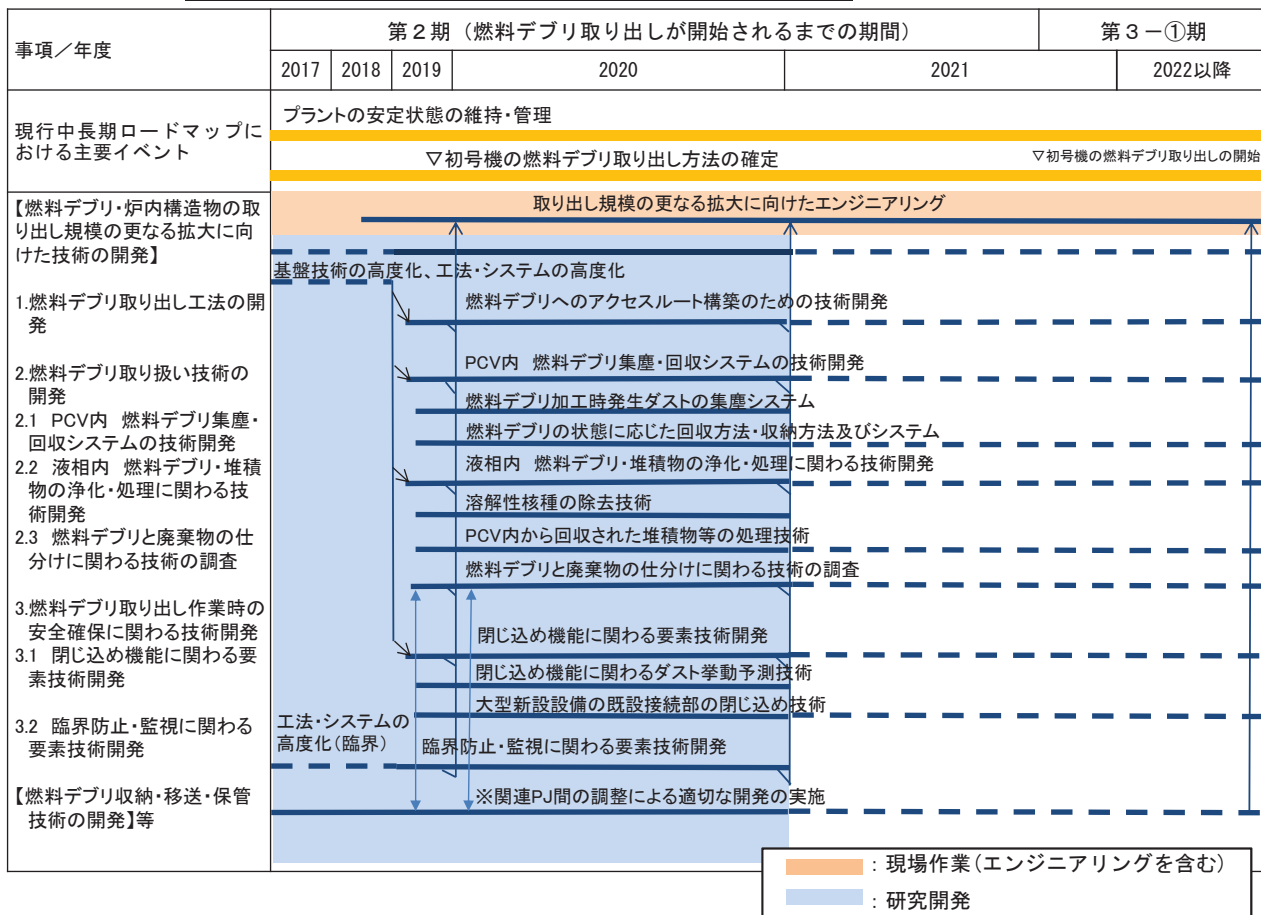 事項／年度
第２期（燃料デブリ取り出しが開始されるまでの期間）
第３－①期
2017
2018
2019
2020
2021
2022以降
現行中長期ロードマップに
おける主要イベント
プラントの安定状態の維持・管理
▽初号機の燃料デブリ取り出し方法の確定
▽初号機の燃料デブリ取り出しの開始
【燃料デブリ・炉内構造物の取
り出し規模の更なる拡大に向
けた技術の開発】
取り出し規模の更なる拡大に向けたエンジニアリング
基盤技術の高度化、工法・システムの高度化
1.燃料デブリ取り出し工法の開
発
燃料デブリへのアクセスルート構築のための技術開発
2.燃料デブリ取り扱い技術の
開発
2.1 PCV内 燃料デブリ集塵・
回収システムの技術開発
2.2 液相内 燃料デブリ・堆積
物の浄化・処理に関わる技
術開発
2.3 燃料デブリと廃棄物の仕
分けに関わる技術の調査
PCV内 燃料デブリ集塵・回収システムの技術開発
燃料デブリ加工時発生ダストの集塵システム
燃料デブリの状態に応じた回収方法・収納方法及びシステム
液相内 燃料デブリ・堆積物の浄化・処理に関わる技術開発
溶解性核種の除去技術
PCV内から回収された堆積物等の処理技術
燃料デブリと廃棄物の仕分けに関わる技術の調査
3.燃料デブリ取り出し作業時の
安全確保に関わる技術開発
3.1 閉じ込め機能に関わる要
素技術開発
閉じ込め機能に関わる要素技術開発
閉じ込め機能に関わるダスト挙動予測技術
大型新設設備の既設接続部の閉じ込め技術
3.2 臨界防止・監視に関わる
要素技術開発
工法・システムの
高度化（臨界）
臨界防止・監視に関わる要素技術開発
【燃料デブリ収納・移送・保管
技術の開発】等
※関連PJ間の調整による適切な開発の実施
：現場作業（エンジニアリングを含む）
：研究開発